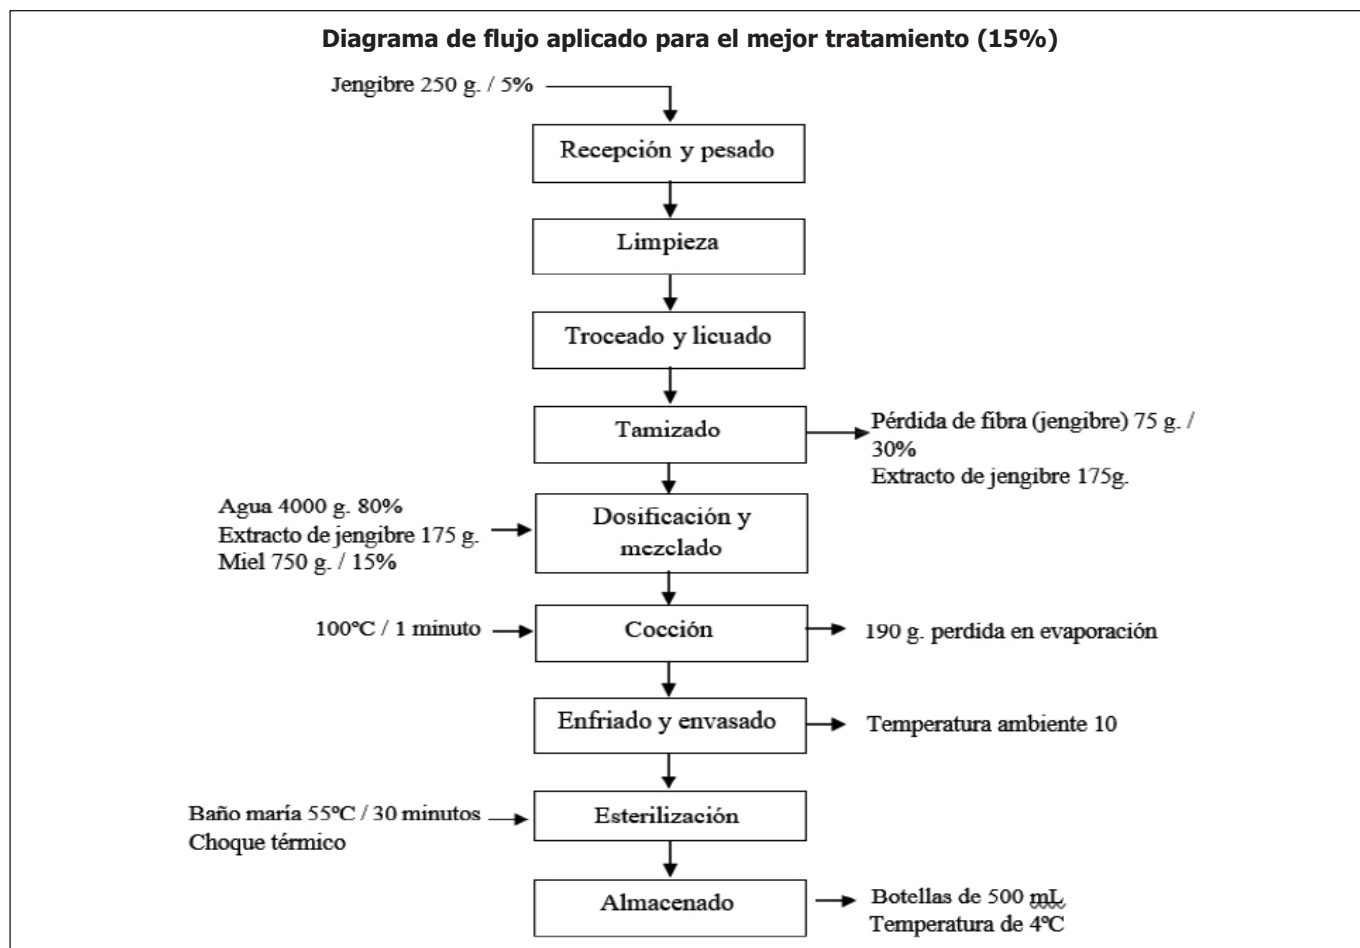 Diagrama de flujo aplicado para el mejor tratamiento (15%)
Jengibre 250 g. / 5%
Recepción y pesado
Limpieza
Troceado y licuado
Tamizado
Pérdida de fibra (jengibre) 75 g. /
30%
Extracto de jengibre 175g.
Agua 4000 g. 80%
Extracto de jengibre 175 g.
Miel 750 g. / 15%
Dosificación y
mezclado
100ºC / 1 minuto
Cocción
190 g. perdida en evaporación
Enfriado y envasado
Temperatura ambiente 10
Baño maría 55ºC / 30 minutos
Choque térmico
Esterilización
Almacenado
Botellas de 500 mL
Temperatura de 4ºC